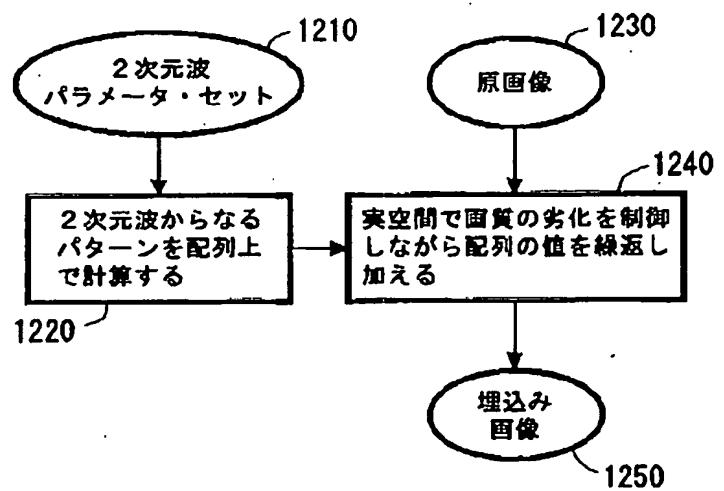 1210
2次元波
パラメータ・セット
1230
原画像
1240
2次元波からなる
パターンを配列上
で計算する
1220
実空間で画質の劣化を制御
しながら配列の値を繰返し
加える
埋込み
画像
1250